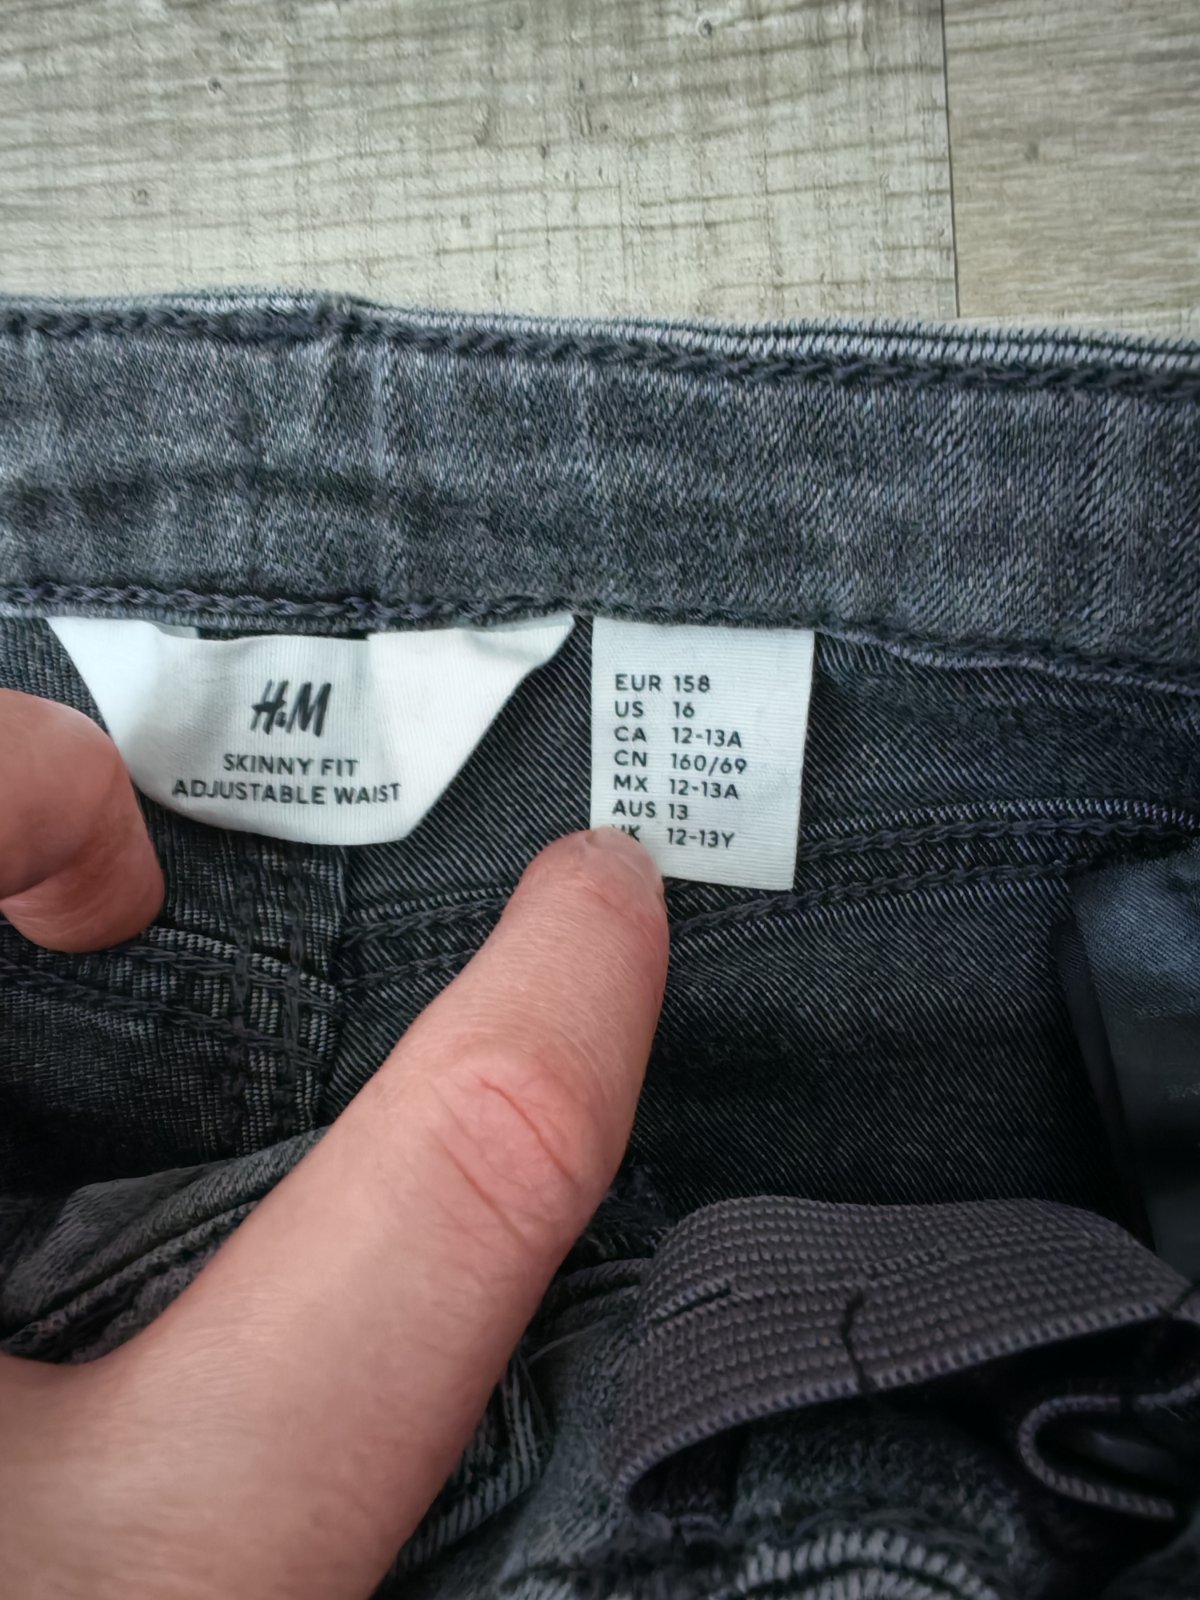 H&M
SKINNY FIT
ADJUSTABLE WAIST
EUR 158
US 16
CA 12-13A
CN 160/69
MX 12-13A
AUS 13
UK 12-13Y